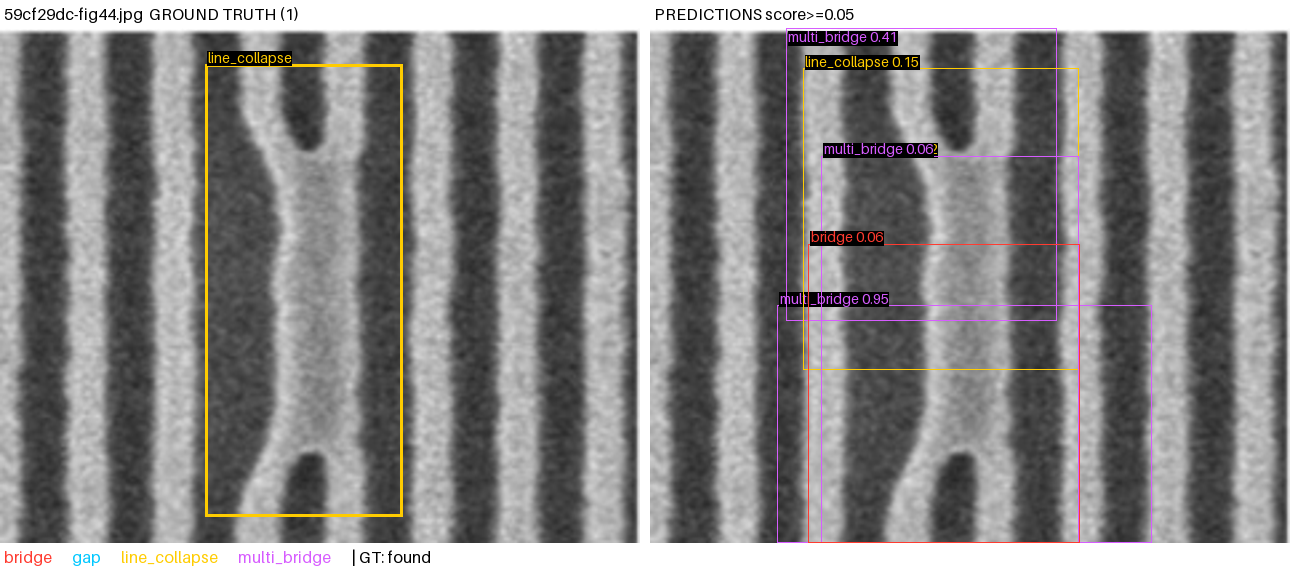 59cf29dc-fig44.jpg GROUND TRUTH (1)
PREDICTIONS score>=0.05
line_collapse
multi_bridge 0.41
line_collapse 0.15
multi_bridge 0.06
bridge 0.06
multi_bridge 0.95
bridge gap line_collapse multi_bridge | GT: found